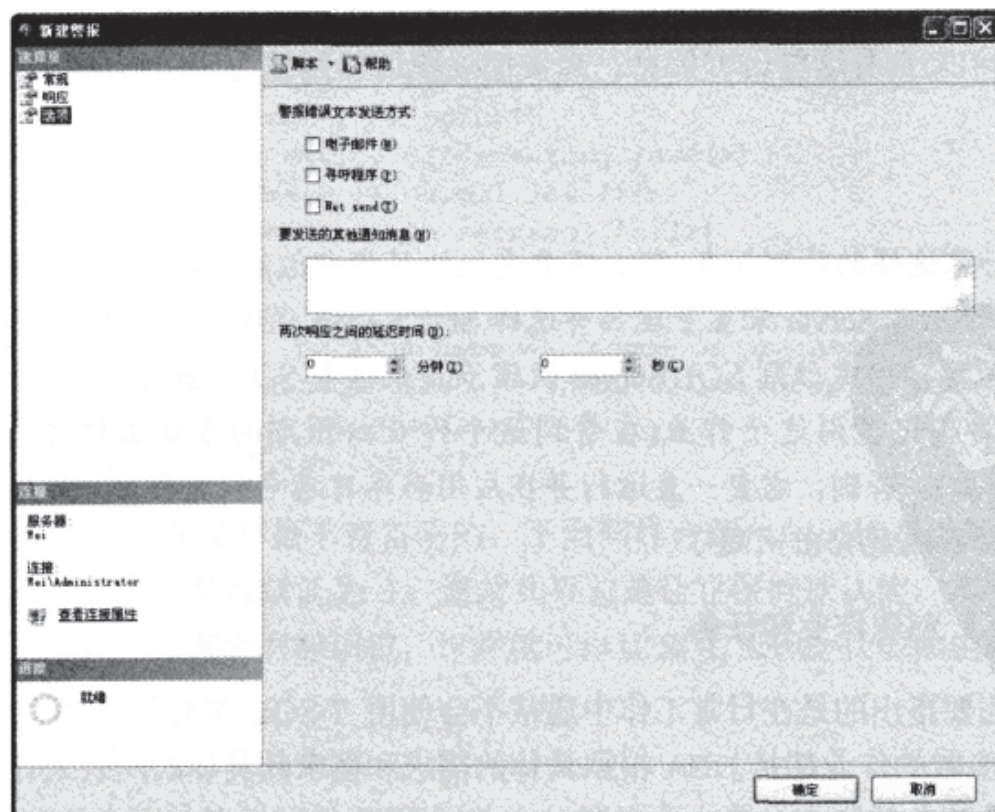 新建警报
选择页
常规
响应
选项
脚本 帮助
警报错误文本发送方式:
电子邮件(E)
寻呼程序(P)
Net send(T)
要发送的其他通知消息(N):
两次响应之间的延迟时间(D):
0 分钟(I) 0 秒(C)
连接
服务器:
Wei
连接:
Wei\Administrator
查看连接属性
进度
就绪
确定 取消